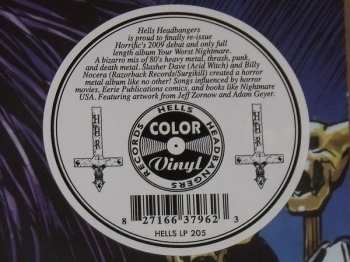 Hells Headbangers
is proud to finally re-issue
Horrific's 2009 debut and only full
length album Your Worst Nightmare.
A bizarro mix of 80's heavy metal, thrash, punk,
and death metal. Slasher Dave (Acid Witch) and Billy
Nocera (Razorback Records/Surgikill) created a horror
metal album like no other! Songs influenced by horror
movies, Eerie Publications comics, and books like Nightmare
USA. Featuring artwork from Jeff Zornow and Adam Geyer.
HELLS
HEADBANGERS
RECORDS
COLOR
Vinyl
HHR
HHR
8 27166 37962 3
HELLS LP 205